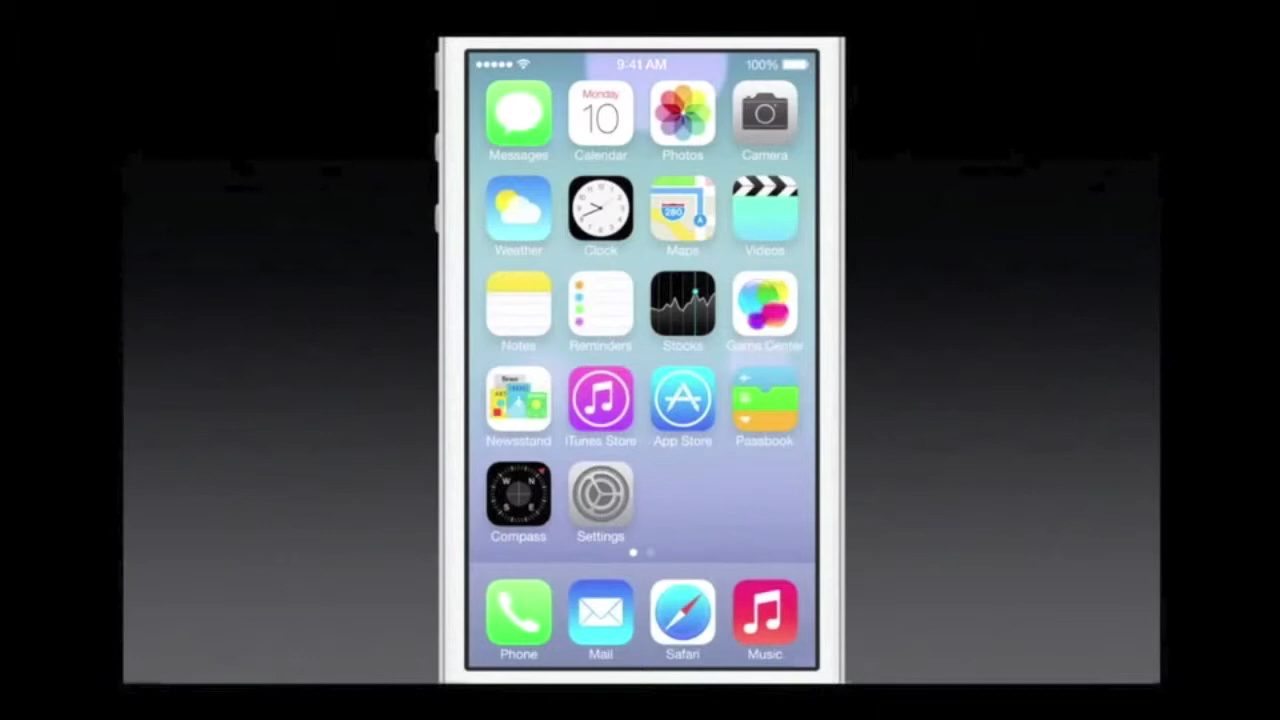 9:41 AM 100%
Monday
10
Messages Calendar Photos Camera
280
Weather Clock Maps Videos
Notes Reminders Stocks Game Center
Newsstand iTunes Store App Store Passbook
W N
S E
Compass Settings
Phone Mail Safari Music